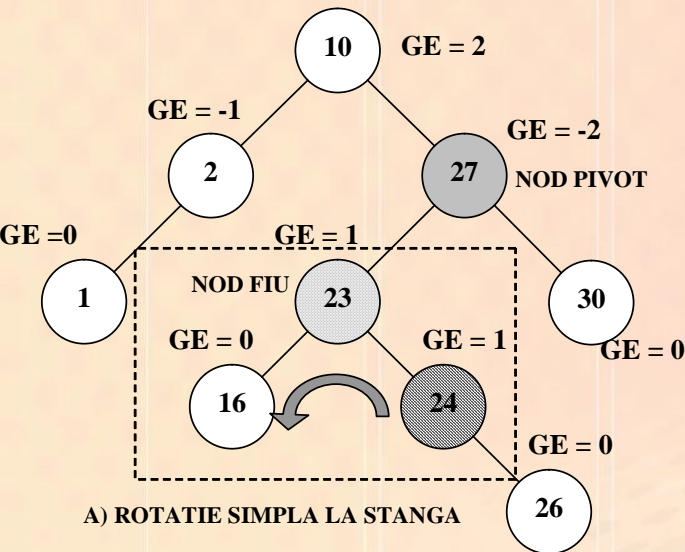 10 GE = 2
GE = -1
GE = -2
2
27 NOD PIVOT
GE =0
GE = 1
NOD FIU
1
23
30
GE = 0
GE = 1
GE = 0
16
24
GE = 0
26
A) ROTATIE SIMPLA LA STANGA